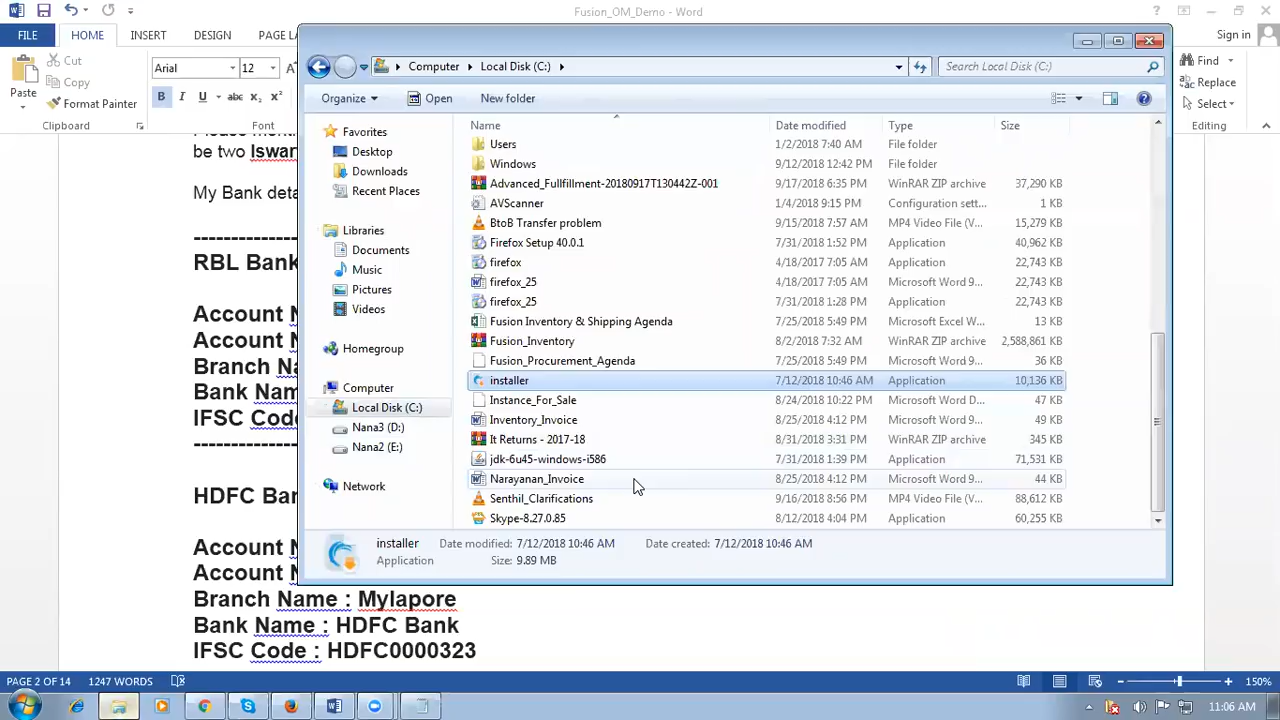 Fusion_OM_Demo - Word
FILE HOME INSERT DESIGN PAGE L Sign in
Cut
Copy
Format Painter
Paste
Clipboard
Arial 12
B I U abc x₂ x²
Font
Find
Replace
Select
Editing
Computer Local Disk (C:) Search Local Disk (C:)
Organize Open New folder
Favorites
Desktop
Downloads
Recent Places
Libraries
Documents
Music
Pictures
Videos
Homegroup
Computer
Local Disk (C:)
Nana3 (D:)
Nana2 (E:)
Network
Name Date modified Type Size
Users 1/2/2018 7:40 AM File folder
Windows 9/12/2018 12:42 PM File folder
Advanced_Fullfillment-20180917T130442Z-001 9/17/2018 6:35 PM WinRAR ZIP archive 37,290 KB
AVScanner 1/4/2018 9:15 PM Configuration sett... 1 KB
BtoB Transfer problem 9/15/2018 7:57 AM MP4 Video File (V... 15,279 KB
Firefox Setup 40.0.1 7/31/2018 1:52 PM Application 40,962 KB
firefox 4/18/2017 7:05 AM Application 22,743 KB
firefox_25 4/18/2017 7:05 AM Microsoft Word 9... 22,743 KB
firefox_25 7/31/2018 1:28 PM Application 22,743 KB
Fusion Inventory & Shipping Agenda 7/25/2018 5:49 PM Microsoft Excel W... 13 KB
Fusion_Inventory 8/2/2018 7:32 AM WinRAR ZIP archive 2,588,861 KB
Fusion_Procurement_Agenda 7/25/2018 5:49 PM Microsoft Word 9... 36 KB
installer 7/12/2018 10:46 AM Application 10,136 KB
Instance_For_Sale 8/24/2018 10:22 PM Microsoft Word D... 47 KB
Inventory_Invoice 8/25/2018 4:12 PM Microsoft Word 9... 49 KB
It Returns - 2017-18 8/31/2018 3:31 PM WinRAR ZIP archive 345 KB
jdk-6u45-windows-i586 7/31/2018 1:39 PM Application 71,531 KB
Narayanan_Invoice 8/25/2018 4:12 PM Microsoft Word 9... 44 KB
Senthil_Clarifications 9/16/2018 8:56 PM MP4 Video File (V... 88,612 KB
Skype-8.27.0.85 8/12/2018 4:04 PM Application 60,255 KB
installer Date modified: 7/12/2018 10:46 AM Date created: 7/12/2018 10:46 AM
Application Size: 9.89 MB
be two Iswar
My Bank deta
--------------
RBL Bank
Account N
Account N
Branch Na
Bank Nam
IFSC Code
--------------
HDFC Ban
Account N
Account N
Branch Name : Mylapore
Bank Name : HDFC Bank
IFSC Code : HDFC0000323
PAGE 2 OF 14 1247 WORDS 150%
11:06 AM